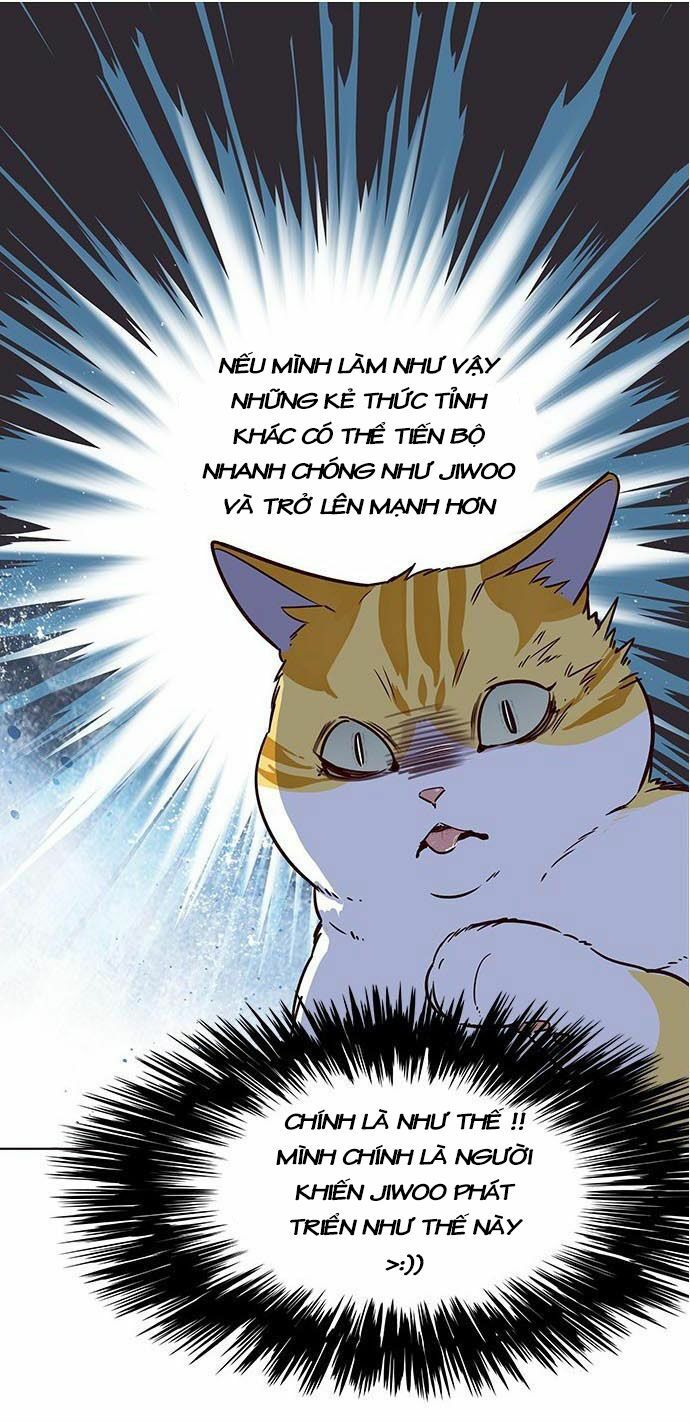 NẾU MÌNH LÀM NHƯ VẬY
NHỮNG KẺ THỨC TỈNH
KHÁC CÓ THỂ TIẾN BỘ
NHANH CHÓNG NHƯ JIWOO
VÀ TRỞ LÊN MẠNH HƠN
CHÍNH LÀ NHƯ THẾ !!
MÌNH CHÍNH LÀ NGƯỜI
KHIẾN JIWOO PHÁT
TRIỂN NHƯ THẾ NÀY
>:))